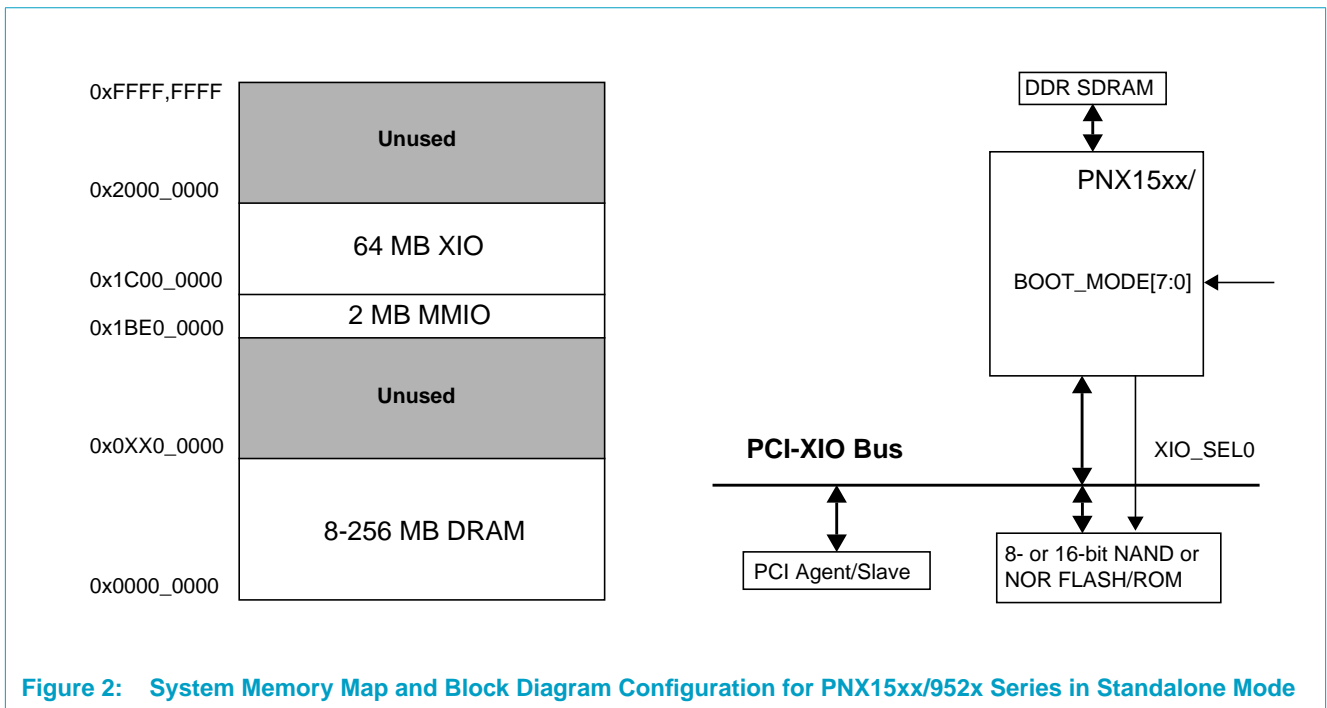 0xFFFF,FFFF
Unused
0x2000_0000
64 MB XIO
0x1C00_0000
2 MB MMIO
0x1BE0_0000
Unused
0x0XX0_0000
8-256 MB DRAM
0x0000_0000
DDR SDRAM
PNX15xx/
BOOT_MODE[7:0]
PCI-XIO Bus
XIO_SEL0
PCI Agent/Slave
8- or 16-bit NAND or
NOR FLASH/ROM
Figure 2: System Memory Map and Block Diagram Configuration for PNX15xx/952x Series in Standalone Mode